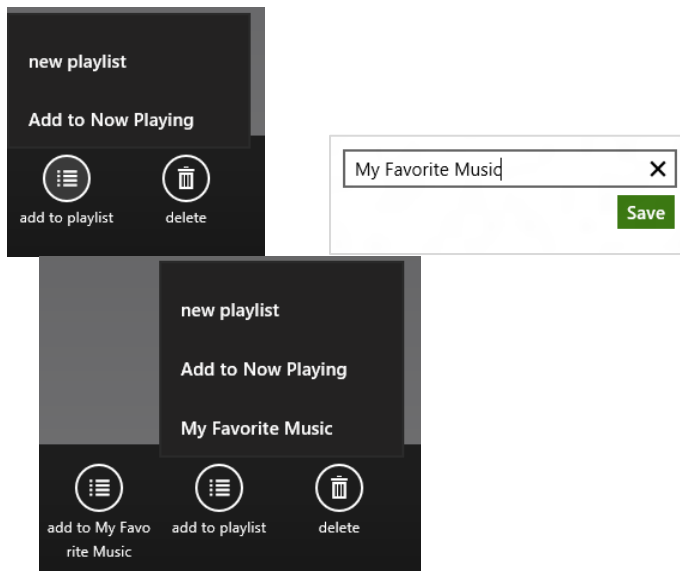 new playlist
Add to Now Playing
add to playlist
delete
My Favorite Music
Save
new playlist
Add to Now Playing
My Favorite Music
add to My Favo
rite Music
add to playlist
delete